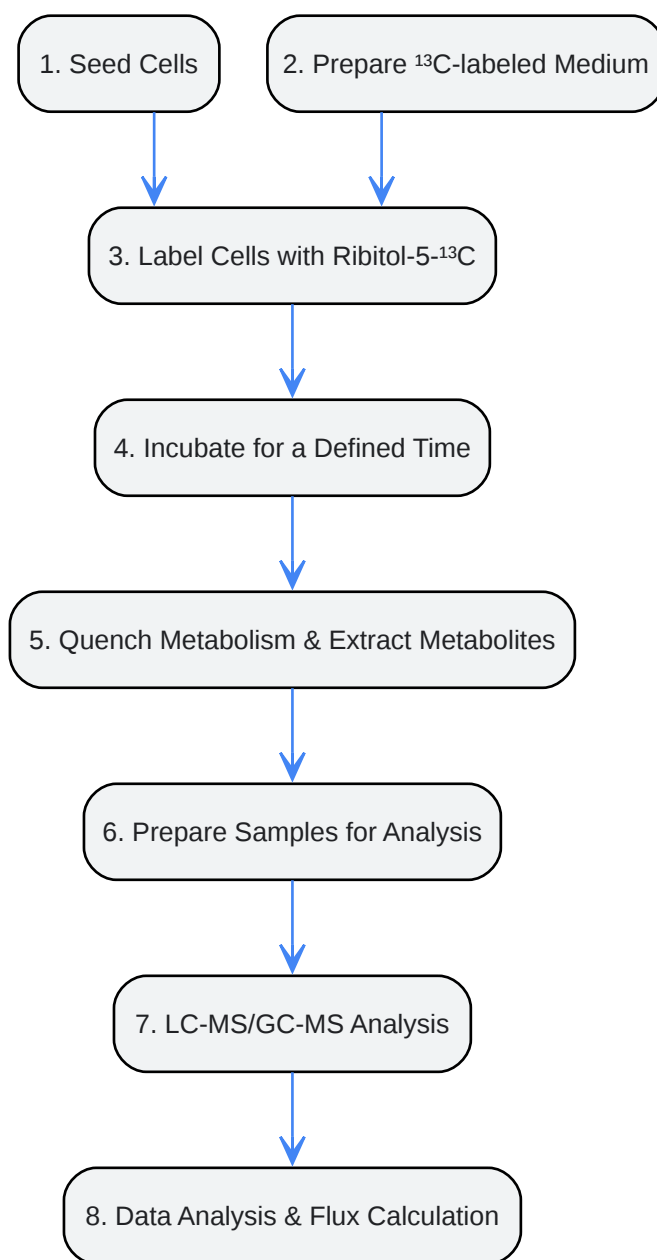 1. Seed Cells
2. Prepare ¹³C-labeled Medium
3. Label Cells with Ribitol-5-¹³C
4. Incubate for a Defined Time
5. Quench Metabolism & Extract Metabolites
6. Prepare Samples for Analysis
7. LC-MS/GC-MS Analysis
8. Data Analysis & Flux Calculation